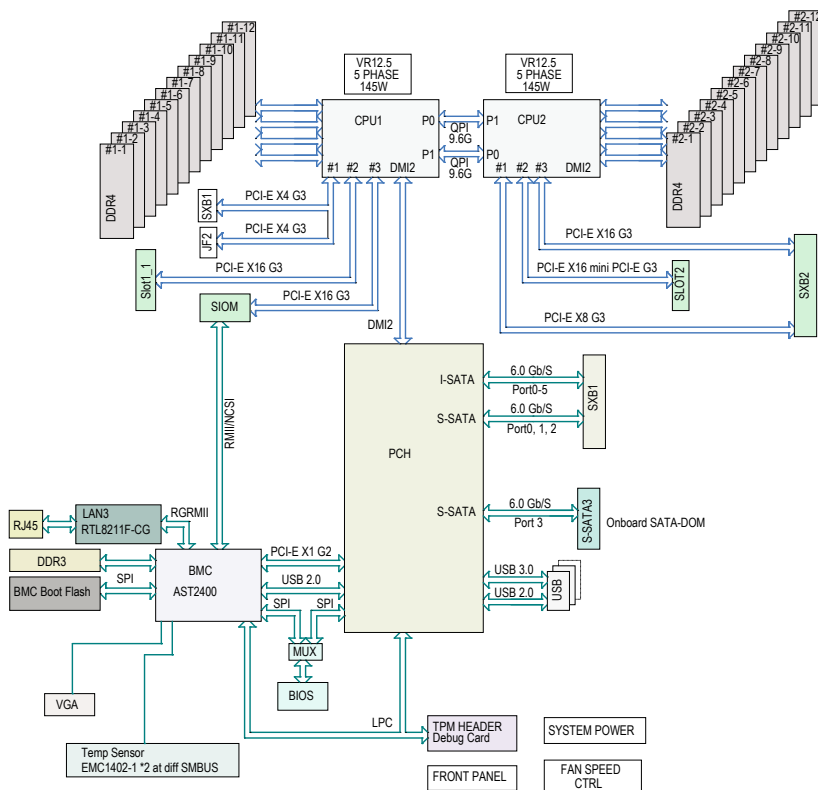 #1-12
#1-11
#1-10
#1-9
#1-8
#1-7
#1-6
#1-5
#1-4
#1-3
#1-2
#1-1
DDR4
VR12.5
5 PHASE
145W
VR12.5
5 PHASE
145W
#2-12
#2-11
#2-10
#2-9
#2-8
#2-7
#2-6
#2-5
#2-4
#2-3
#2-2
#2-1
DDR4
CPU1
P0
P1
#1 #2 #3 DMI2
QPI
9.6G
QPI
9.6G
P1
CPU2
P0
#1 #2 #3 DMI2
SXB1
PCI-E X4 G3
JF2
PCI-E X4 G3
Slot1_1
PCI-E X16 G3
SIOM
PCI-E X16 G3
DMI2
PCI-E X16 G3
PCI-E X16 mini PCI-E G3
SLOT2
PCI-E X8 G3
SXB2
RMII/NCSI
PCH
I-SATA
6.0 Gb/S
Port0-5
S-SATA
6.0 Gb/S
Port0, 1, 2
SXB1
S-SATA
6.0 Gb/S
Port 3
S-SATA3
Onboard SATA-DOM
USB 3.0
USB 2.0
USB
RJ45
LAN3
RTL8211F-CG
RGRMII
DDR3
BMC Boot Flash
SPI
BMC
AST2400
PCI-E X1 G2
USB 2.0
SPI
SPI
MUX
BIOS
VGA
LPC
Temp Sensor
EMC1402-1 *2 at diff SMBUS
TPM HEADER
Debug Card
SYSTEM POWER
FRONT PANEL
FAN SPEED
CTRL